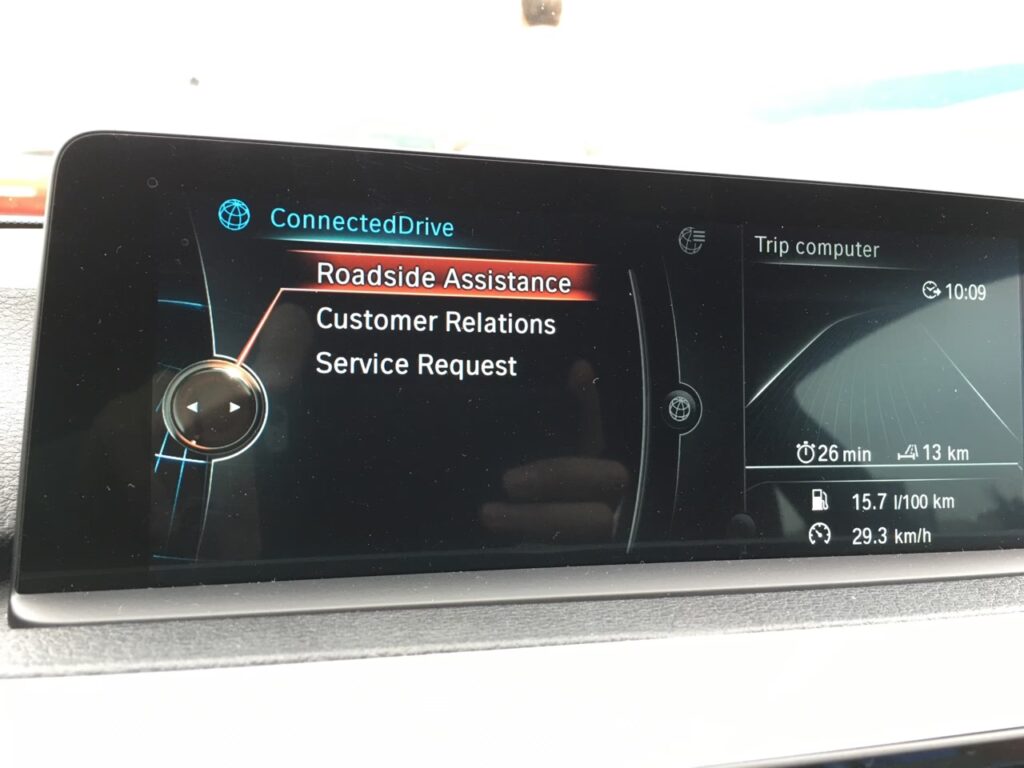 ConnectedDrive
Roadside Assistance
Customer Relations
Service Request
Trip computer
10:09
26 min 13 km
15.7 l/100 km
29.3 km/h